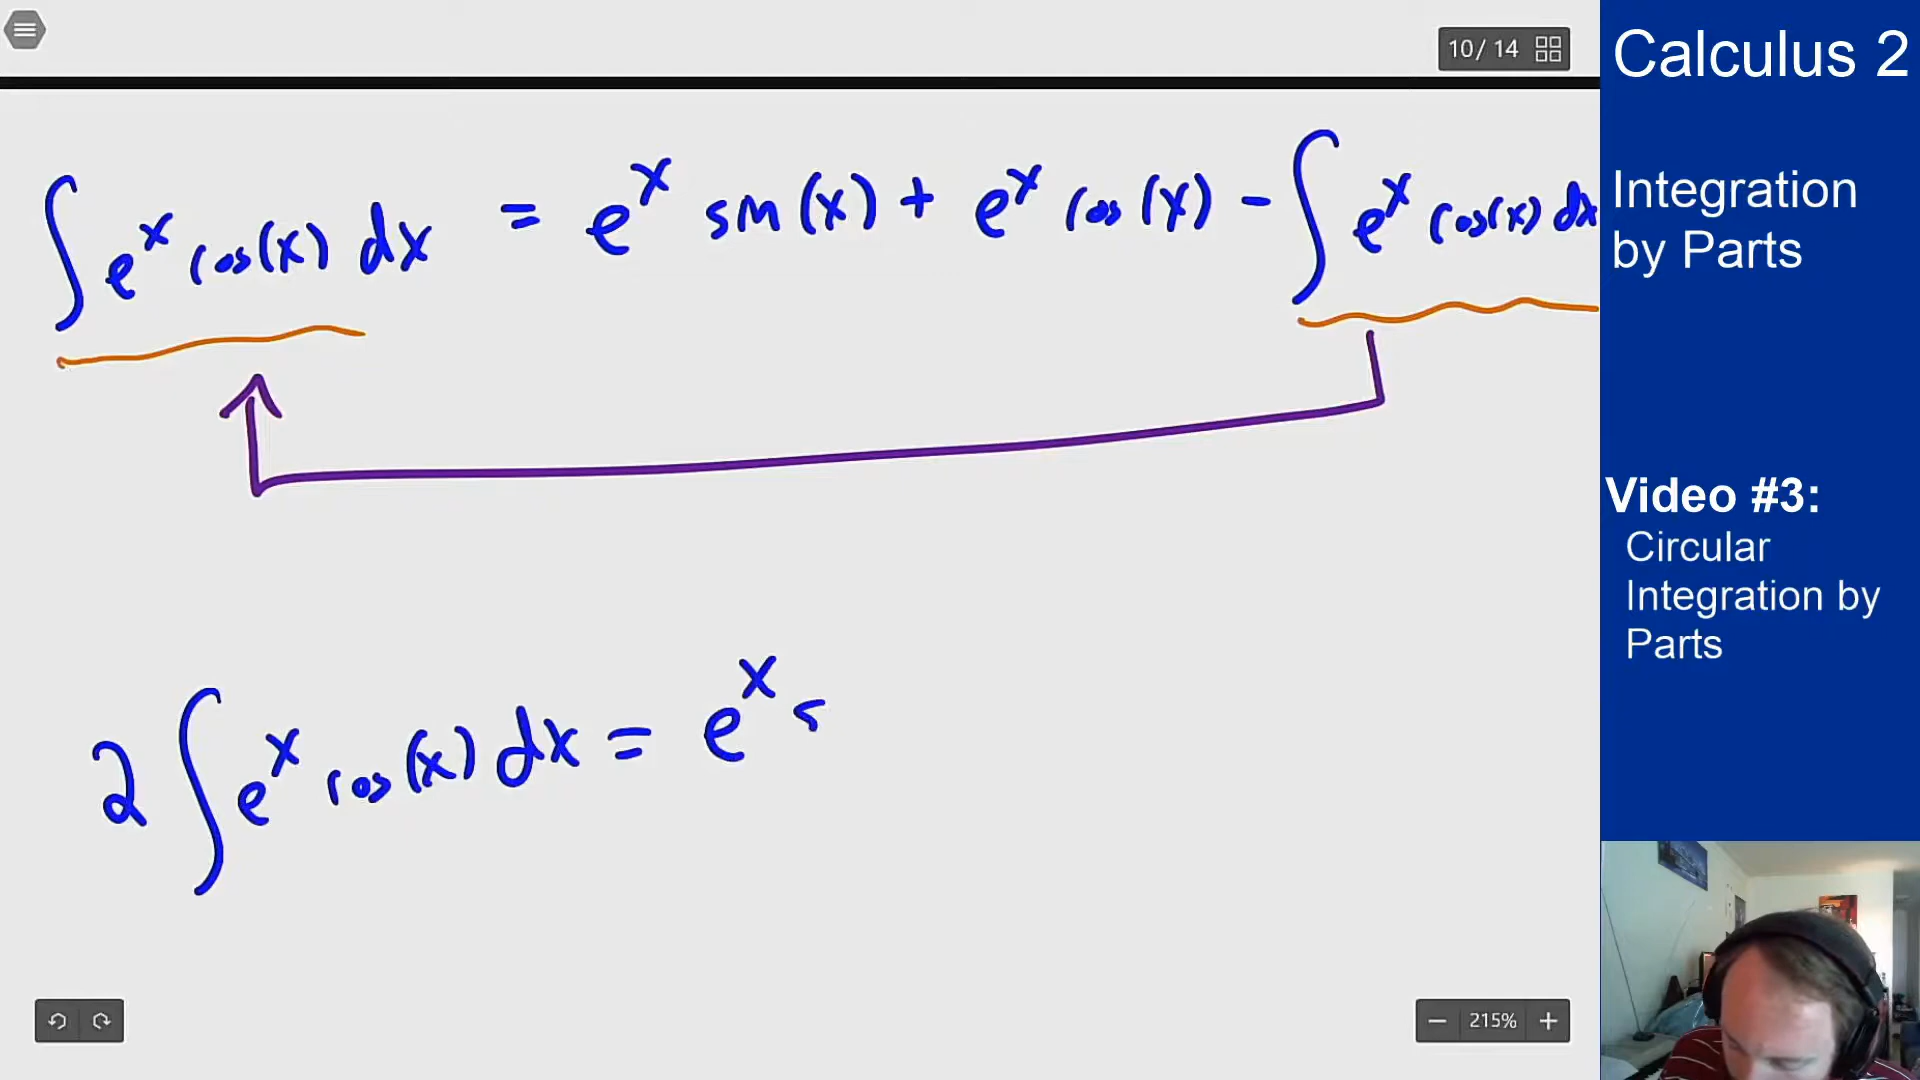 10/ 14
∫ e^x cos(x) dx = e^x sin(x) + e^x cos(x) - ∫ e^x cos(x) dx
2 ∫ e^x cos(x) dx = e^x s
215%
Calculus 2
Integration
by Parts
Video #3:
Circular
Integration by
Parts